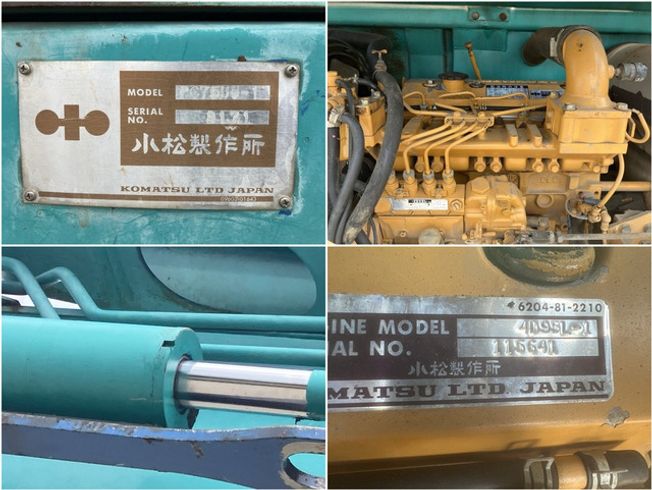 MODEL
SERIAL
NO.
小松製作所
KOMATSU LTD JAPAN
6204-81-2210
INE MODEL 4D95L-1
AL NO. 115691
小松製作所
MATSU LTD. JAPAN